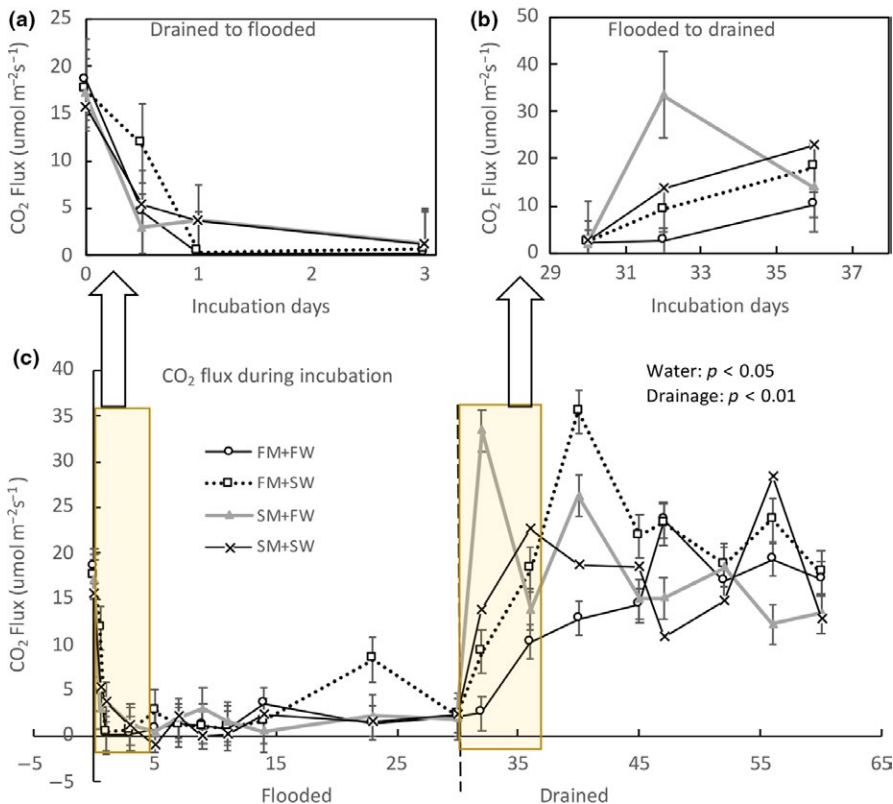 (a)
Drained to flooded
25
20
15
10
5
0
CO₂ Flux (umol m⁻²s⁻¹)
0 1 2 3
Incubation days
(b)
Flooded to drained
50
40
30
20
10
0
CO₂ Flux (umol m⁻²s⁻¹)
29 31 33 35 37
Incubation days
(c)
CO₂ flux during incubation
Water: p < 0.05
Drainage: p < 0.01
40
35
30
25
20
15
10
5
0
−5
CO₂ Flux (umol m⁻²s⁻¹)
FM+FW
FM+SW
SM+FW
SM+SW
−5 5 15 25 35 45 55 65
Flooded Drained